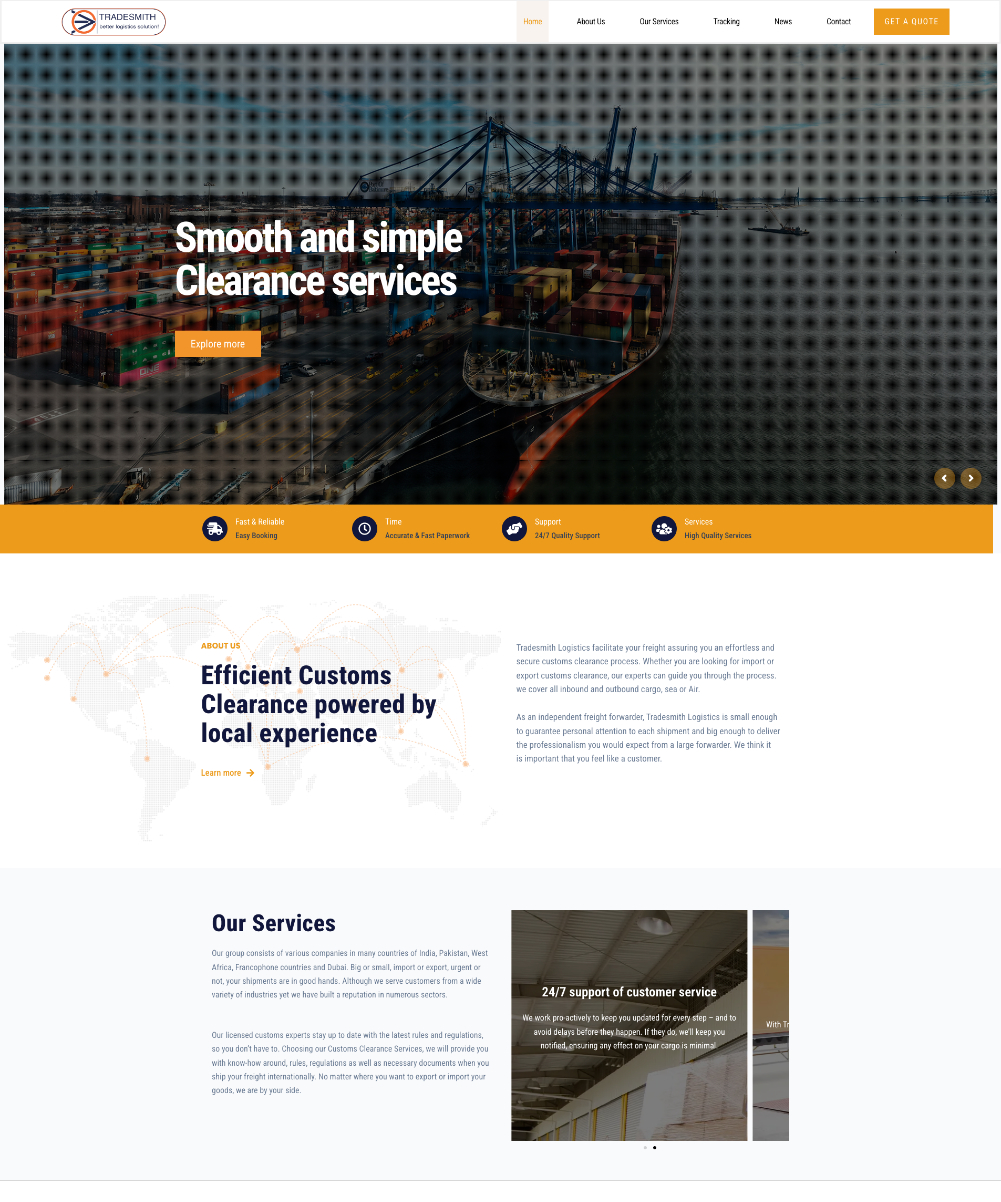 TRADESMITH
better logistics solution!
Home
About Us
Our Services
Tracking
News
Contact
GET A QUOTE
Smooth and simple
Clearance services
Explore more
Fast & Reliable
Easy Booking
Time
Accurate & Fast Paperwork
Support
24/7 Quality Support
Services
High Quality Services
ABOUT US
Efficient Customs
Clearance powered by
local experience
Learn more
Tradesmith Logistics facilitate your freight assuring you an effortless and
secure customs clearance process. Whether you are looking for import or
export customs clearance, our experts can guide you through the process.
we cover all inbound and outbound cargo, sea or Air.
As an independent freight forwarder, Tradesmith Logistics is small enough
to guarantee personal attention to each shipment and big enough to deliver
the professionalism you would expect from a large forwarder. We think it
is important that you feel like a customer.
Our Services
Our group consists of various companies in many countries of India, Pakistan, West
Africa, Francophone countries and Dubai. Big or small, import or export, urgent or
not, your shipments are in good hands. Although we serve customers from a wide
variety of industries yet we have built a reputation in numerous sectors.
Our licensed customs experts stay up to date with the latest rules and regulations,
so you don't have to. Choosing our Customs Clearance Services, we will provide you
with know-how around, rules, regulations as well as necessary documents when you
ship your freight internationally. No matter where you want to export or import your
goods, we are by your side.
24/7 support of customer service
We work pro-actively to keep you updated for every step – and to
avoid delays before they happen. If they do, we'll keep you
notified, ensuring any effect on your cargo is minimal.
With Tr